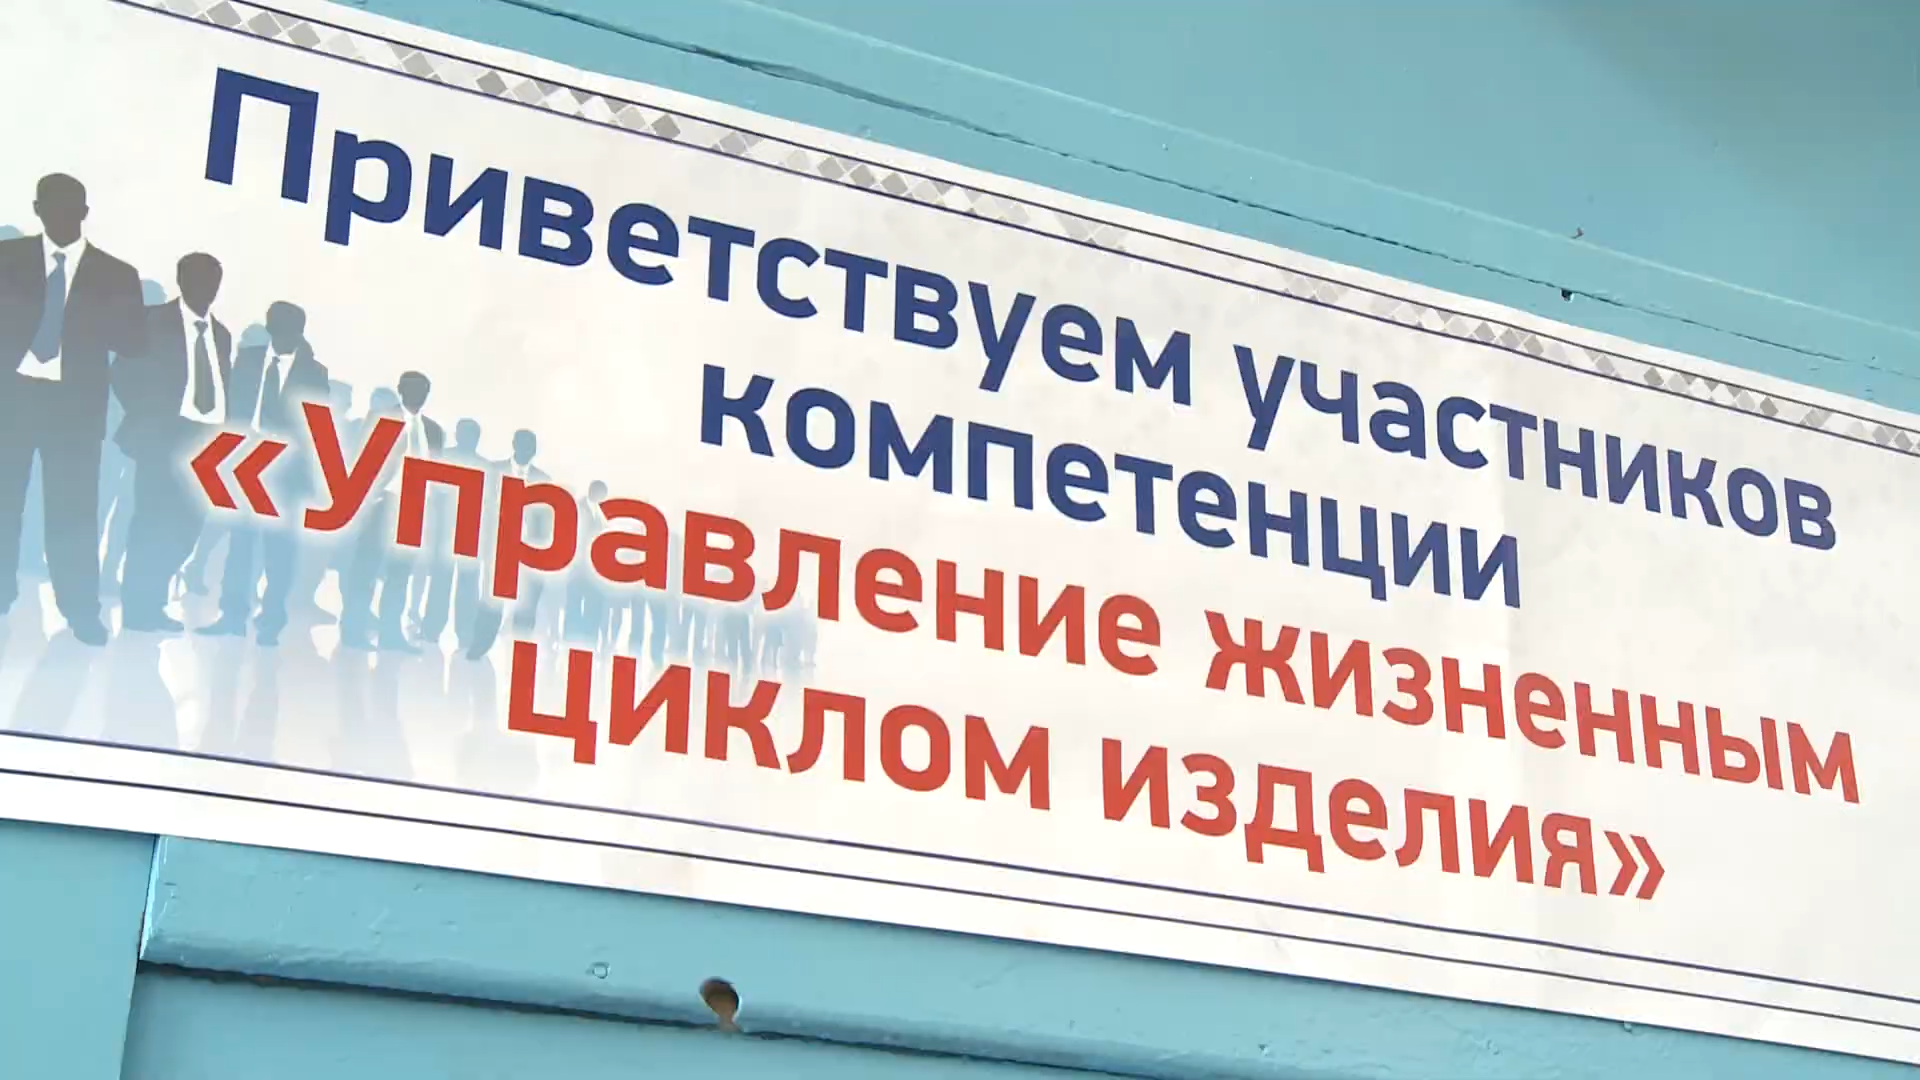 Приветствуем участников
компетенции
«Управление жизненным
циклом изделия»